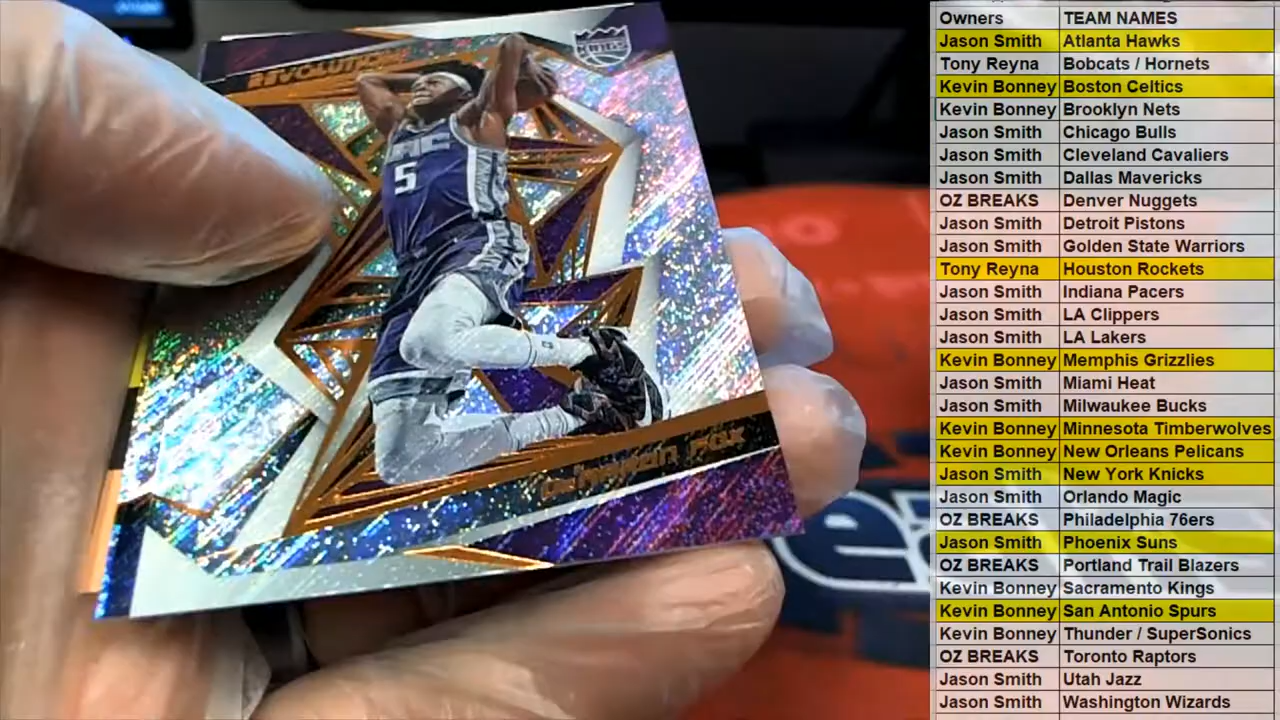 REVOLUTION
KINGS
SAC
5
De'Aaron Fox
Owners TEAM NAMES
Jason Smith Atlanta Hawks
Tony Reyna Bobcats / Hornets
Kevin Bonney Boston Celtics
Kevin Bonney Brooklyn Nets
Jason Smith Chicago Bulls
Jason Smith Cleveland Cavaliers
Jason Smith Dallas Mavericks
OZ BREAKS Denver Nuggets
Jason Smith Detroit Pistons
Jason Smith Golden State Warriors
Tony Reyna Houston Rockets
Jason Smith Indiana Pacers
Jason Smith LA Clippers
Jason Smith LA Lakers
Kevin Bonney Memphis Grizzlies
Jason Smith Miami Heat
Jason Smith Milwaukee Bucks
Kevin Bonney Minnesota Timberwolves
Kevin Bonney New Orleans Pelicans
Jason Smith New York Knicks
Jason Smith Orlando Magic
OZ BREAKS Philadelphia 76ers
Jason Smith Phoenix Suns
OZ BREAKS Portland Trail Blazers
Kevin Bonney Sacramento Kings
Kevin Bonney San Antonio Spurs
Kevin Bonney Thunder / SuperSonics
OZ BREAKS Toronto Raptors
Jason Smith Utah Jazz
Jason Smith Washington Wizards